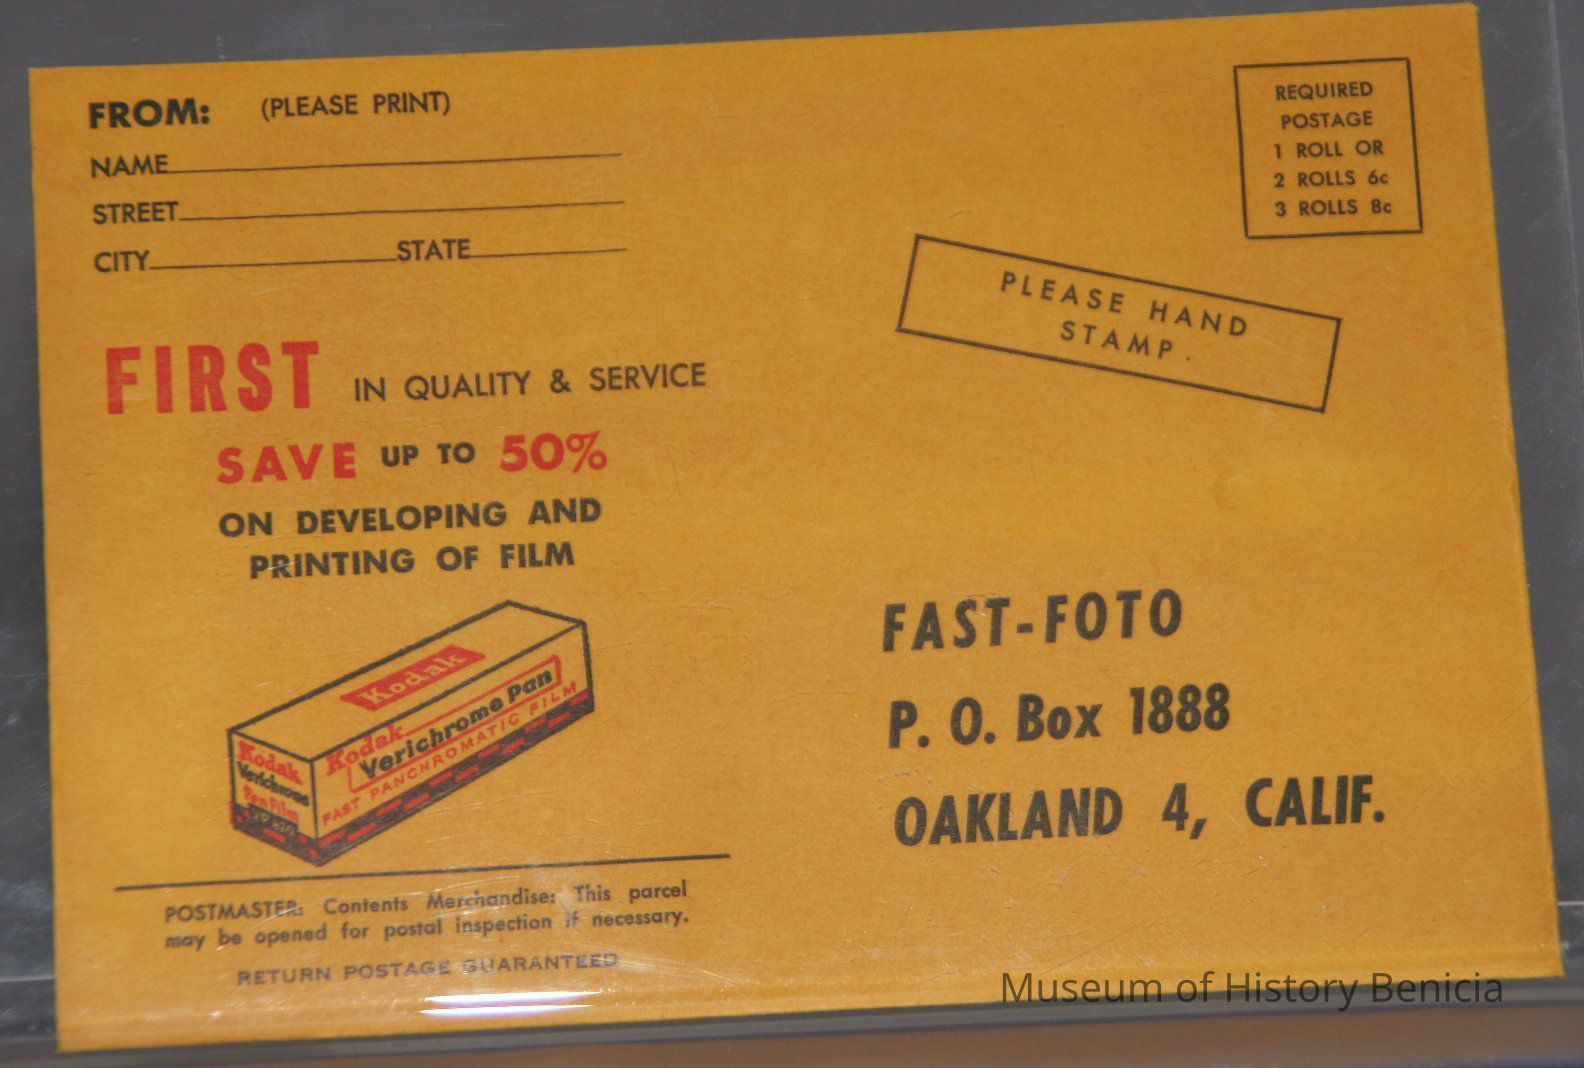 FROM: (PLEASE PRINT)
NAME
STREET
CITY STATE
REQUIRED
POSTAGE
1 ROLL OR
2 ROLLS 6c
3 ROLLS 8c
PLEASE HAND
STAMP.
FIRST IN QUALITY & SERVICE
SAVE UP TO 50%
ON DEVELOPING AND
PRINTING OF FILM
Kodak
Kodak
Verichrome Pan
FAST PANCHROMATIC FILM
Kodak
Verichrome
Pan Film
FAST-FOTO
P. O. Box 1888
OAKLAND 4, CALIF.
POSTMASTER: Contents Merchandise: This parcel
may be opened for postal inspection if necessary.
RETURN POSTAGE GUARANTEED
Museum of History Benicia